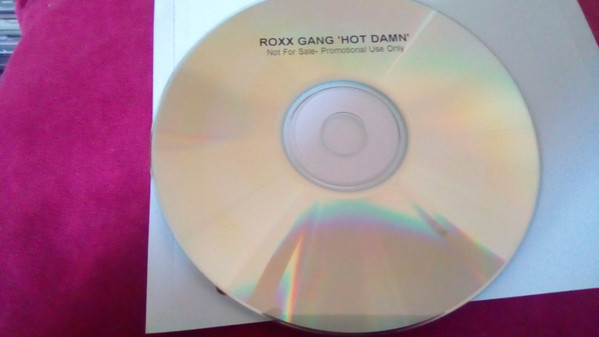 ROXX GANG 'HOT DAMN'
Not For Sale- Promotional Use Only